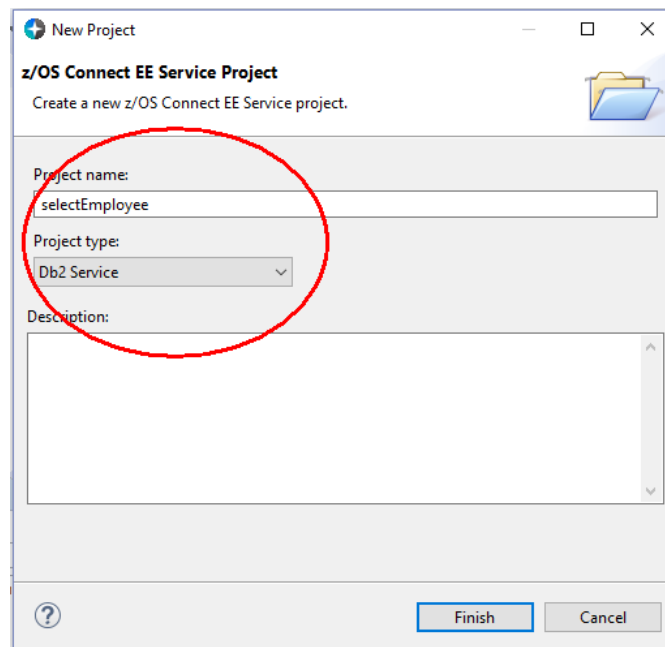 New Project
z/OS Connect EE Service Project
Create a new z/OS Connect EE Service project.
Project name:
selectEmployee
Project type:
Db2 Service
Description:
?
Finish
Cancel